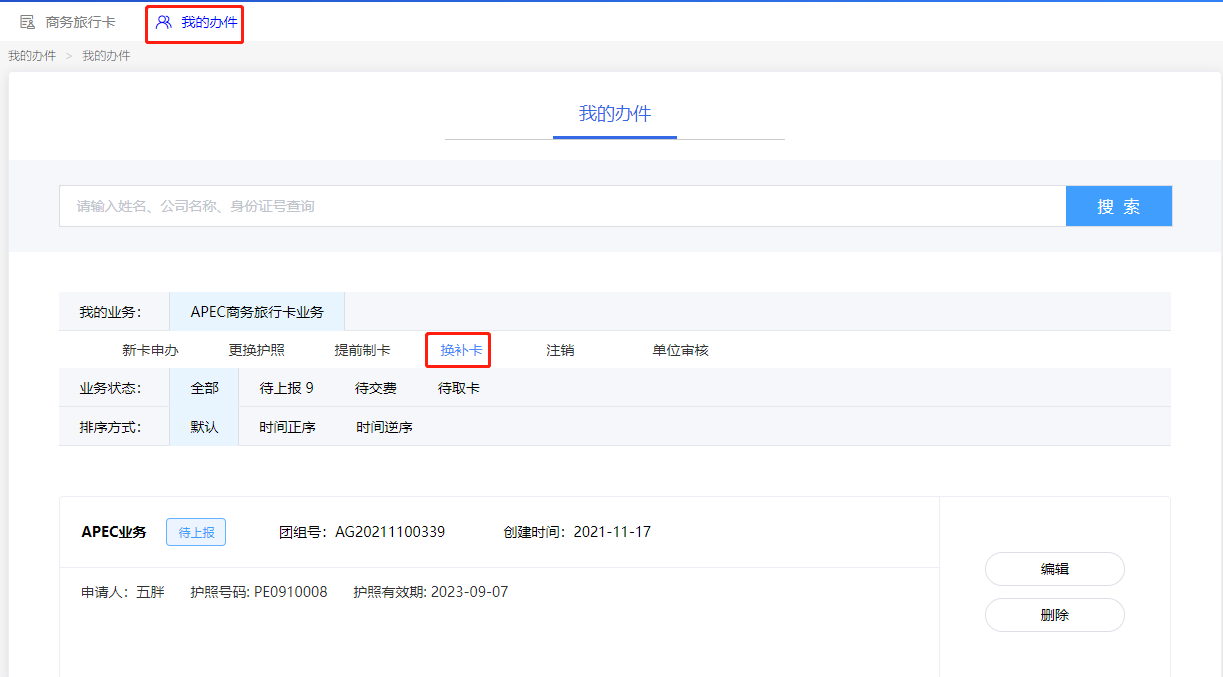 商务旅行卡 我的办件
我的办件 > 我的办件
我的办件
请输入姓名、公司名称、身份证号查询 搜 索
我的业务: APEC商务旅行卡业务
新卡申办 更换护照 提前制卡 换补卡 注销 单位审核
业务状态: 全部 待上报 9 待交费 待取卡
排序方式: 默认 时间正序 时间逆序
APEC业务 待上报 团组号: AG20211100339 创建时间: 2021-11-17
编辑
申请人: 五胖 护照号码: PE0910008 护照有效期: 2023-09-07
删除